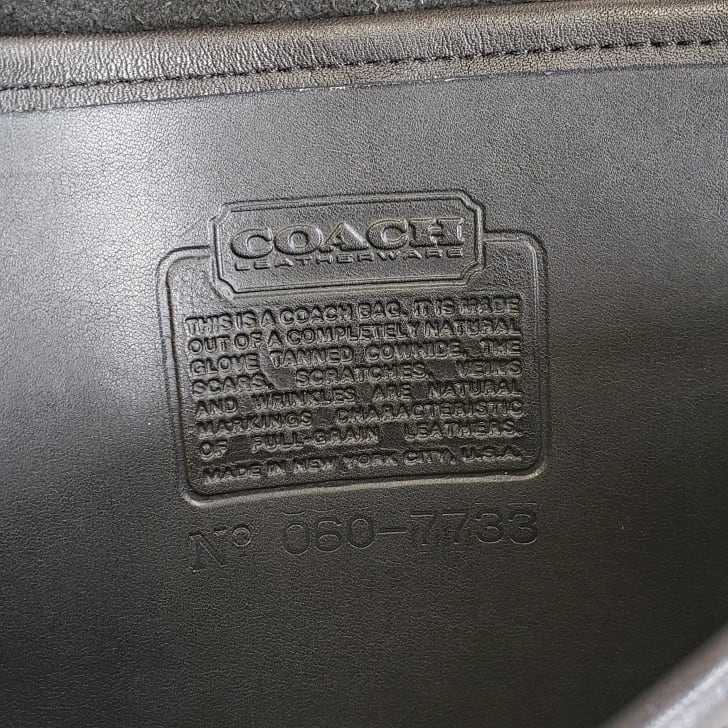 COACH
LEATHERWARE
THIS IS A COACH BAG. IT IS MADE
OUT OF A COMPLETELY NATURAL
GLOVE TANNED COWHIDE. THE
SCARS, SCRATCHES, VEINS
AND WRINKLES ARE NATURAL
MARKINGS CHARACTERISTIC
OF FULL-GRAIN LEATHERS.
MADE IN NEW YORK CITY, U.S.A.
Nº 060-7733